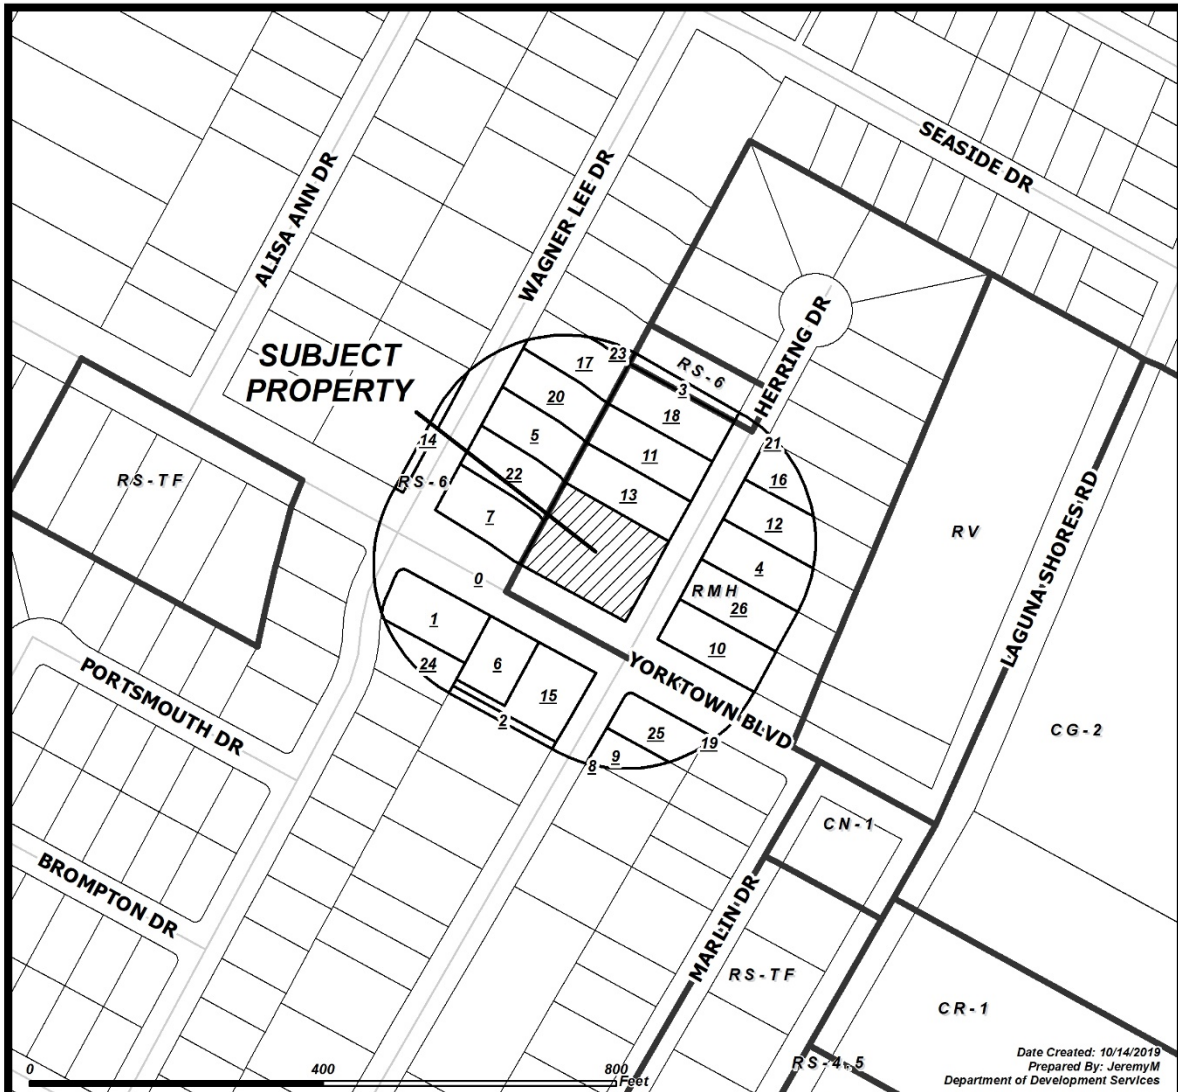 SEASIDE DR
ALISA ANN DR
WAGNER LEE DR
HERRING DR
SUBJECT
PROPERTY
23
17
RS-6
3
20
18
14
5
11
21
RS-TF
RS-6
22
13
16
7
12
RV
LAGUNA SHORES RD
0
4
RMH
26
1
10
24
6
YORKTOWN BLVD
15
2
25
19
9
8
PORTSMOUTH DR
CG-2
CN-1
BROMPTON DR
MARLIN DR
RS-TF
CR-1
RS-4.5
0
400
800
Feet
Date Created: 10/14/2019
Prepared By: JeremyM
Department of Development Services